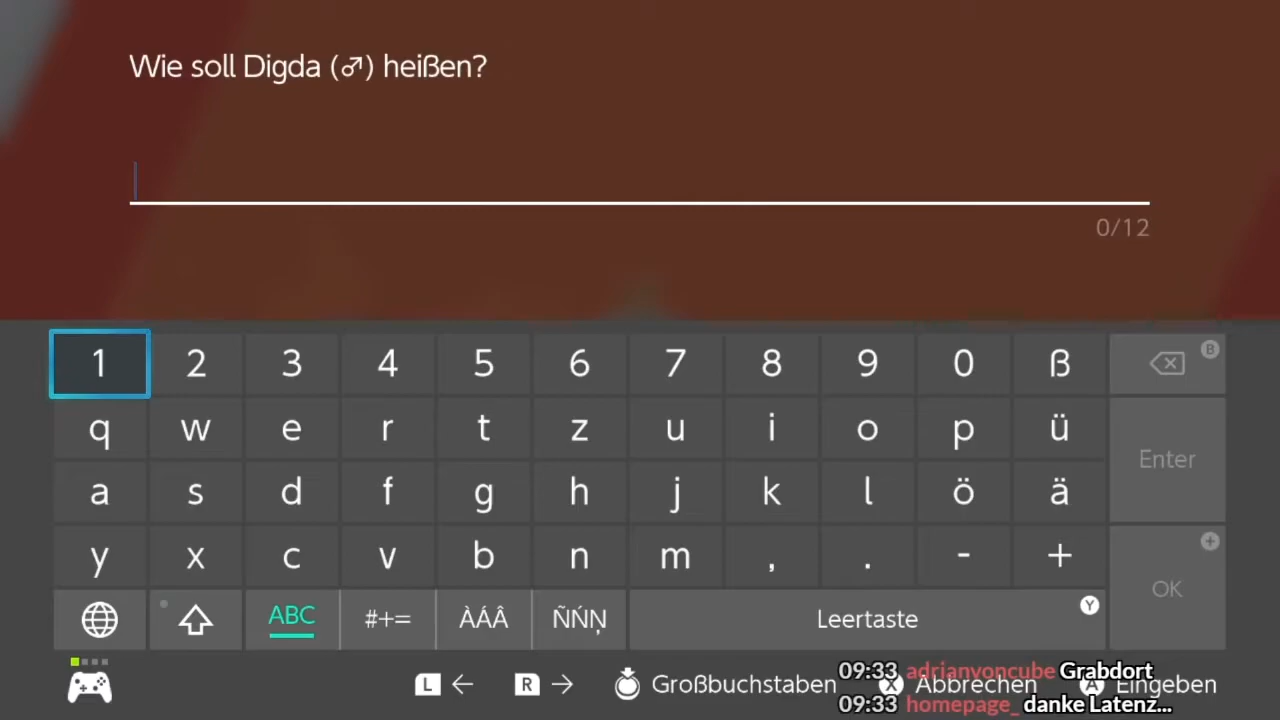 Wie soll Digda (♂) heißen?
0/12
1 2 3 4 5 6 7 8 9 0 ß B
q w e r t z u i o p ü
Enter
a s d f g h j k l ö ä
y x c v b n m , . - +
OK
ABC #+= ÀÁÂ ÑŃŅ Leertaste Y
L ← R → Großbuchstaben X Abbrechen A Eingeben
09:33 adrianvoncube Grabdort
09:33 homepage_ danke Latenz...